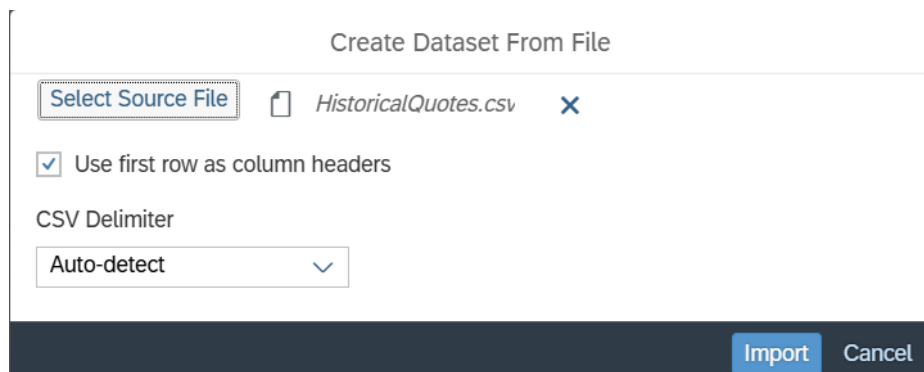 Create Dataset From File
Select Source File HistoricalQuotes.csv
Use first row as column headers
CSV Delimiter
Auto-detect
Import Cancel